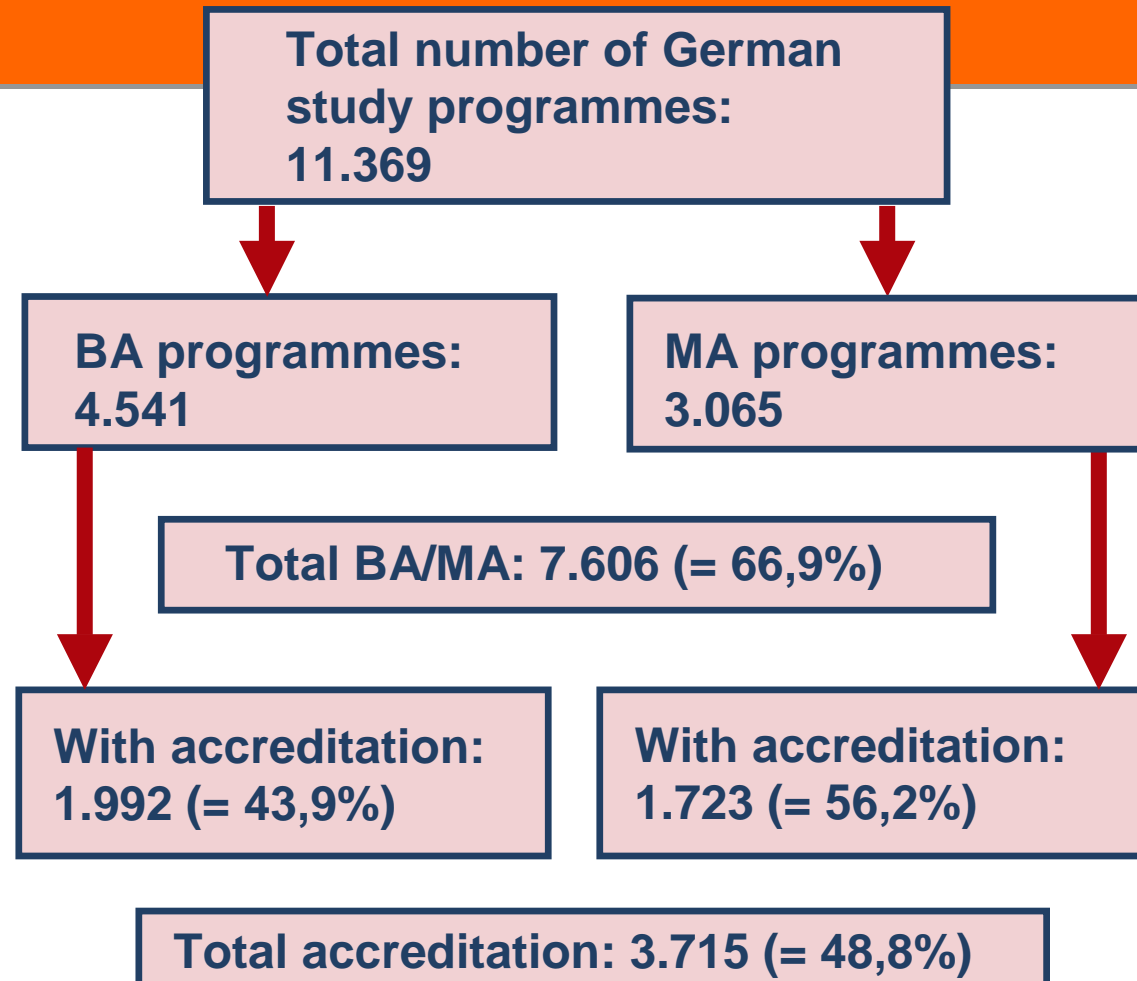 Total number of German
study programmes:
11.369
BA programmes:
4.541
MA programmes:
3.065
Total BA/MA: 7.606 (= 66,9%)
With accreditation:
1.992 (= 43,9%)
With accreditation:
1.723 (= 56,2%)
Total accreditation: 3.715 (= 48,8%)